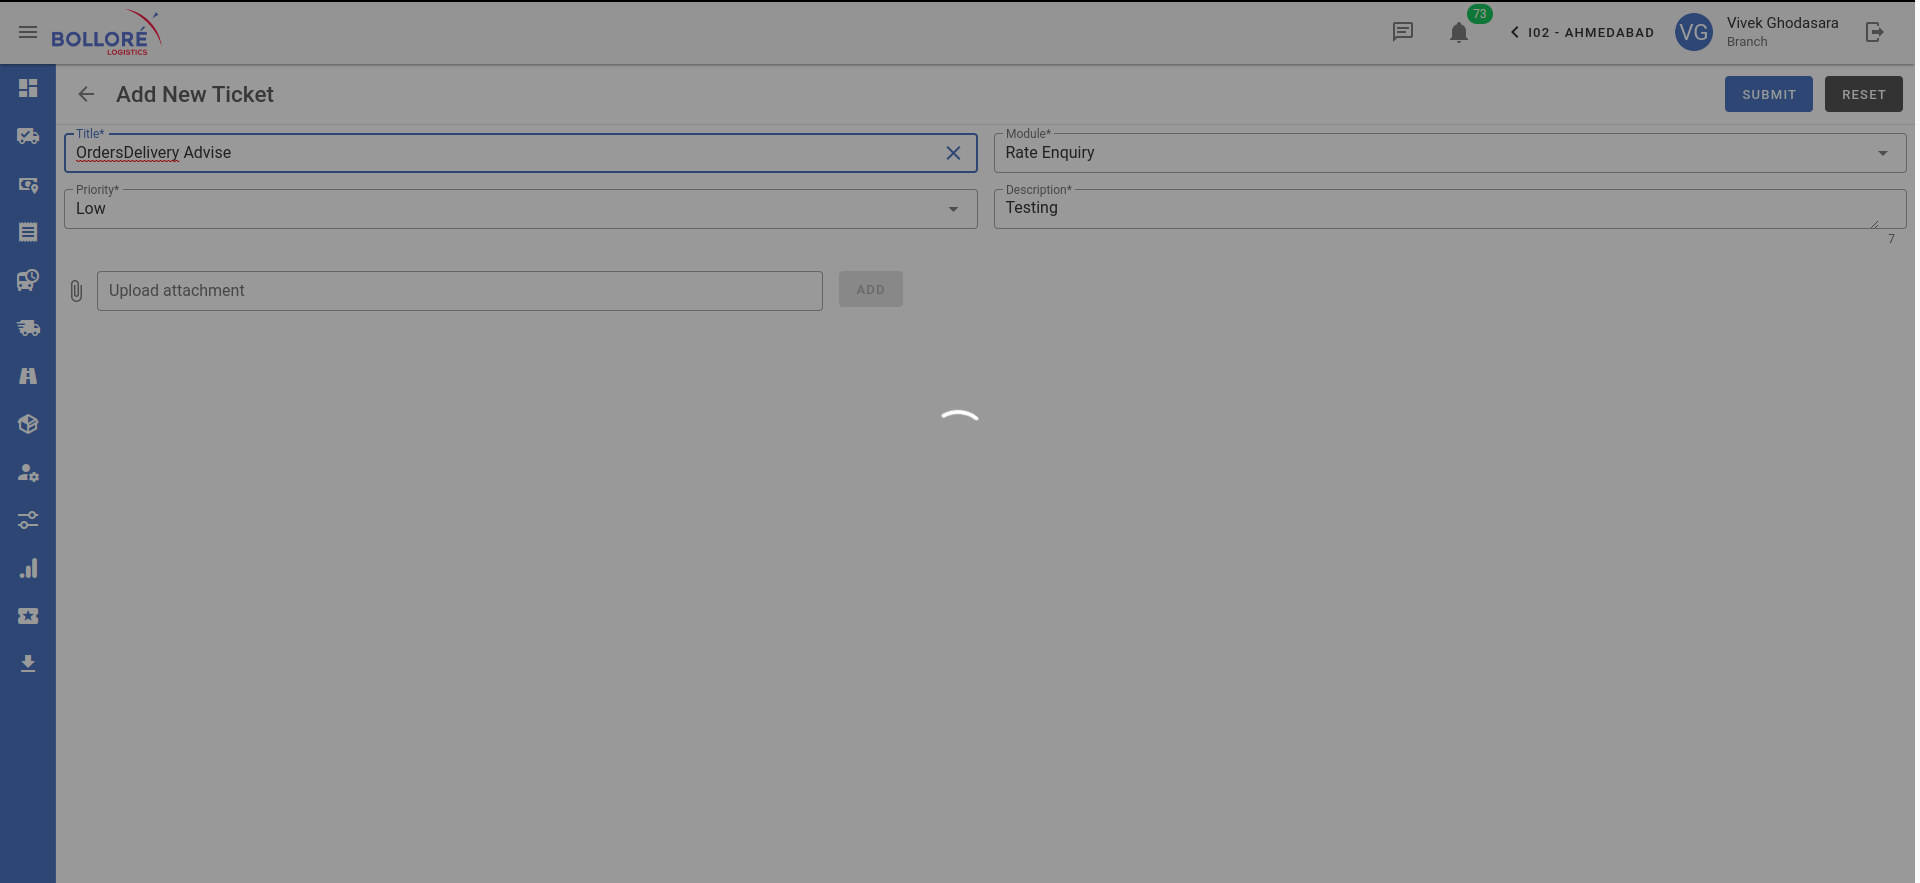 BOLLORÉ
LOGISTICS
73
I02 - AHMEDABAD
VG
Vivek Ghodasara
Branch
Add New Ticket
SUBMIT
RESET
Title*
OrdersDelivery Advise
Module*
Rate Enquiry
Priority*
Low
Description*
Testing
7
Upload attachment
ADD